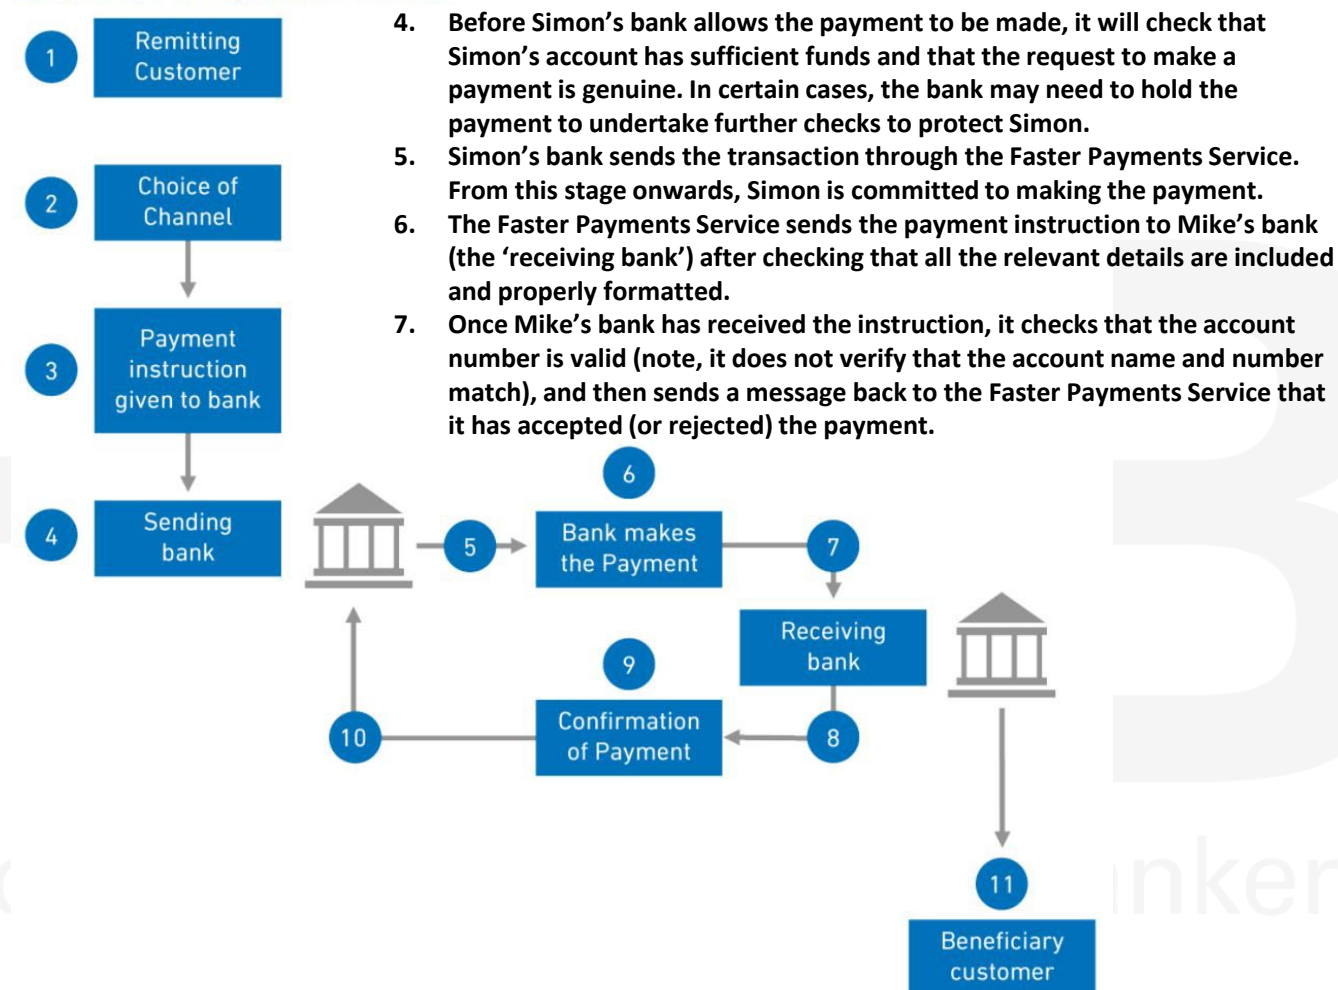 1
Remitting
Customer
4. Before Simon’s bank allows the payment to be made, it will check that
Simon’s account has sufficient funds and that the request to make a
payment is genuine. In certain cases, the bank may need to hold the
payment to undertake further checks to protect Simon.
5. Simon’s bank sends the transaction through the Faster Payments Service.
From this stage onwards, Simon is committed to making the payment.
6. The Faster Payments Service sends the payment instruction to Mike’s bank
(the ‘receiving bank’) after checking that all the relevant details are included
and properly formatted.
7. Once Mike’s bank has received the instruction, it checks that the account
number is valid (note, it does not verify that the account name and number
match), and then sends a message back to the Faster Payments Service that
it has accepted (or rejected) the payment.
2
Choice of
Channel
3
Payment
instruction
given to bank
4
Sending
bank
5
6
Bank makes
the Payment
7
Receiving
bank
8
9
Confirmation
of Payment
10
11
Beneficiary
customer